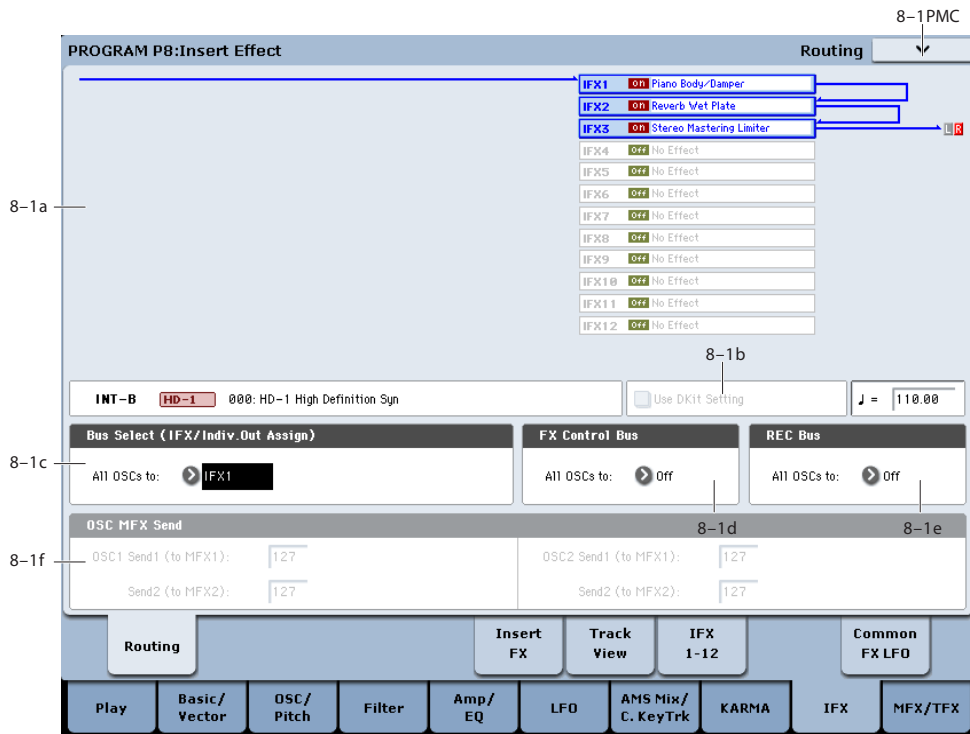 8–1PMC
PROGRAM P8:Insert Effect
Routing
IFX1 On Piano Body/Damper
IFX2 On Reverb Wet Plate
IFX3 On Stereo Mastering Limiter
L R
IFX4 Off No Effect
IFX5 Off No Effect
IFX6 Off No Effect
8–1a
IFX7 Off No Effect
IFX8 Off No Effect
IFX9 Off No Effect
IFX10 Off No Effect
IFX11 Off No Effect
IFX12 Off No Effect
8–1b
INT–B HD–1 000: HD–1 High Definition Syn
Use DKit Setting
♩ = 110.00
Bus Select (IFX/Indiv.Out Assign)
FX Control Bus
REC Bus
8–1c
All OSCs to: IFX1
All OSCs to: Off
All OSCs to: Off
OSC MFX Send
8–1d
8–1e
8–1f
OSC1 Send1 (to MFX1): 127
OSC2 Send1 (to MFX1): 127
Send2 (to MFX2): 127
Send2 (to MFX2): 127
Routing
Insert FX
Track View
IFX 1-12
Common FX LFO
Play
Basic/ Vector
OSC/ Pitch
Filter
Amp/ EQ
LFO
AMS Mix/ C. KeyTrk
KARMA
IFX
MFX/TFX